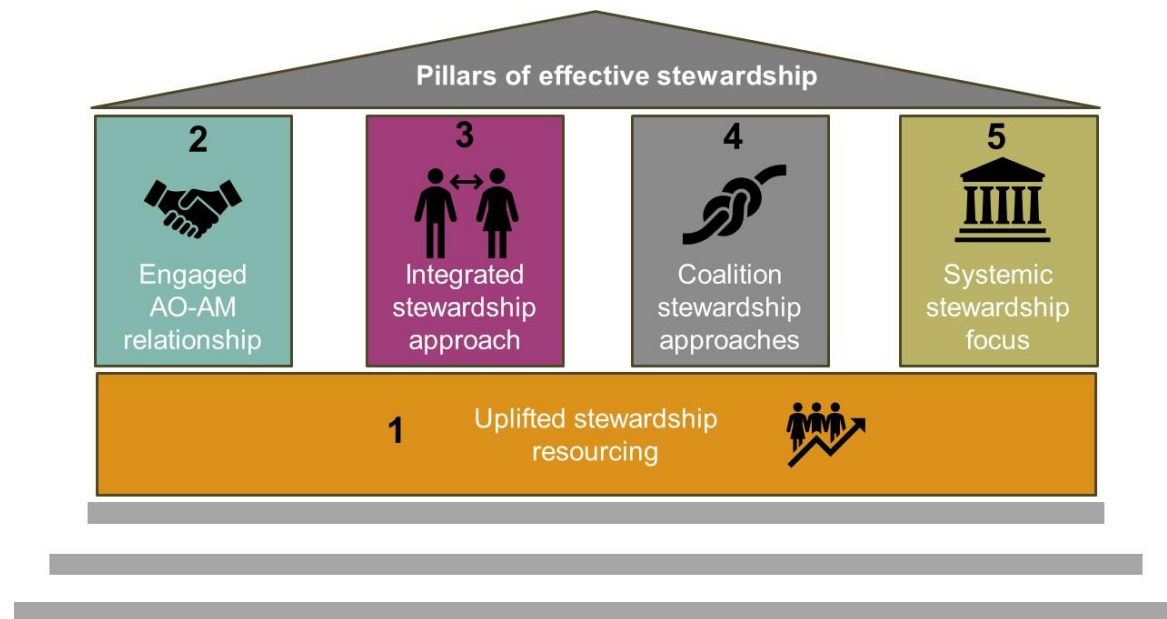 Pillars of effective stewardship
2
Engaged
AO-AM
relationship
3
Integrated
stewardship
approach
4
Coalition
stewardship
approaches
5
Systemic
stewardship
focus
1
Uplifted stewardship
resourcing